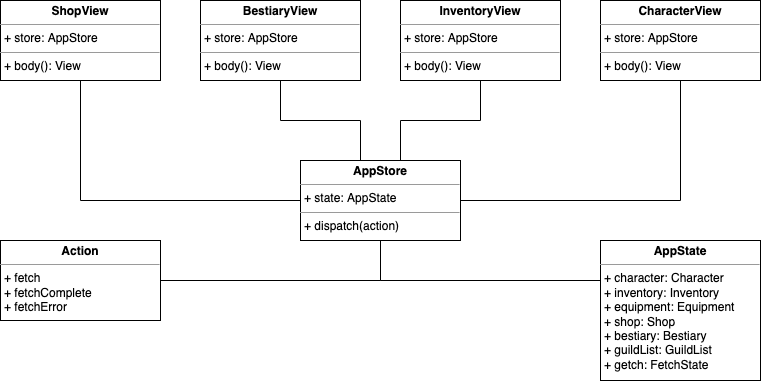 ShopView
+ store: AppStore
+ body(): View
BestiaryView
+ store: AppStore
+ body(): View
InventoryView
+ store: AppStore
+ body(): View
CharacterView
+ store: AppStore
+ body(): View
AppStore
+ state: AppState
+ dispatch(action)
Action
+ fetch
+ fetchComplete
+ fetchError
AppState
+ character: Character
+ inventory: Inventory
+ equipment: Equipment
+ shop: Shop
+ bestiary: Bestiary
+ guildList: GuildList
+ getch: FetchState